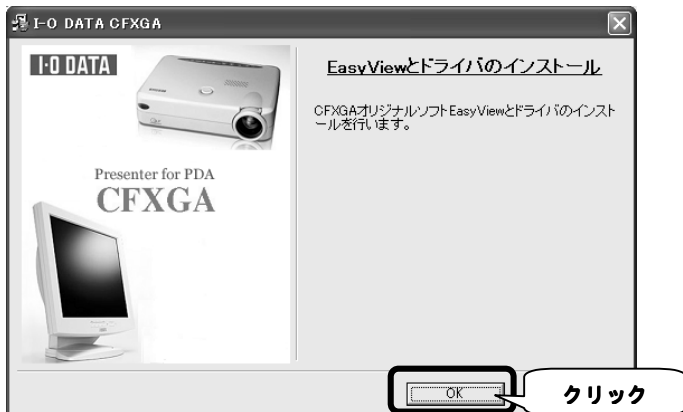 I-O DATA CFXGA
I·O DATA
Presenter for PDA
CFXGA
EasyViewとドライバのインストール
CFXGAオリジナルソフトEasyViewとドライバのインスト
ールを行います。
OK
クリック